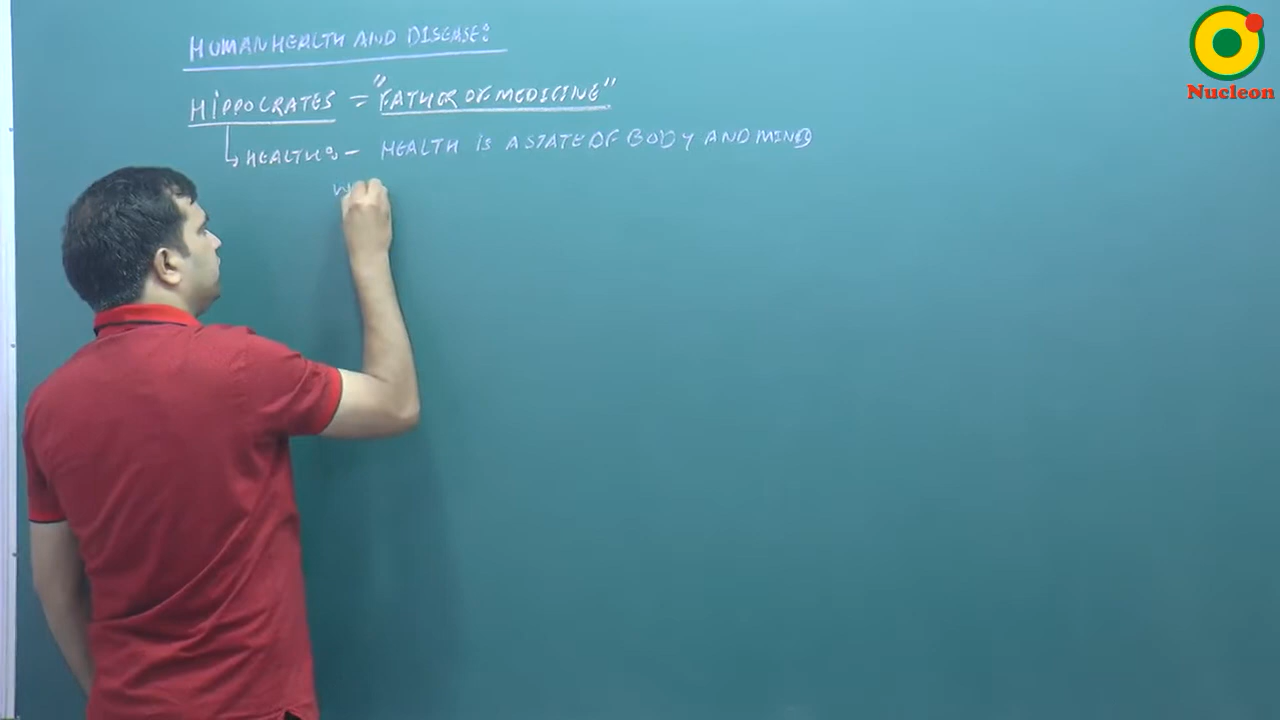 HUMAN HEALTH AND DISEASE:
HIPPOCRATES = "FATHER OF MEDICINE"
HEALTH:- HEALTH IS A STATE OF BODY AND MIND
W
Nucleon